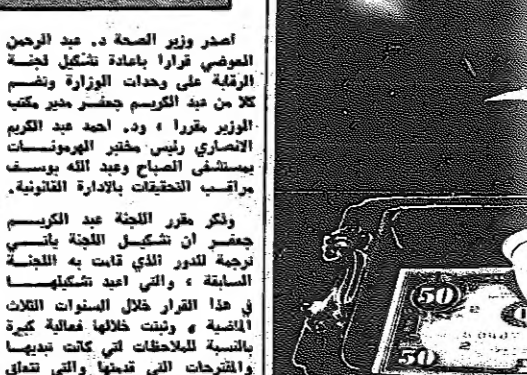 أصدر وزير الصحة د. عبد الرحمن
العوضي قرارا باعادة تشكيل لجنة
الرقابة على وحدات الوزارة وتضم
كلا من عبد الكريم جعفر مدير مكتب
الوزير مقررا ، ود. احمد عبد الكريم
الانصاري رئيس مختبر الهرمونات
بمستشفى الصباح وعبد الله يوسف
مراقب التحقيقات بالادارة القانونية.
وذكر مقرر اللجنة عبد الكريم
جعفر أن تشكيل اللجنة يأتي
ترجمة للدور الذي قامت به اللجنة
السابقة ، والتي اعيد تشكيلها
في هذا القرار خلال السنوات الثلاث
الماضية ، وثبتت خلالها فعالية كبيرة
بالنسبة للملاحظات التي كانت تبديها
والمقترحات التي قدمتها والتي تتعلق
50
50